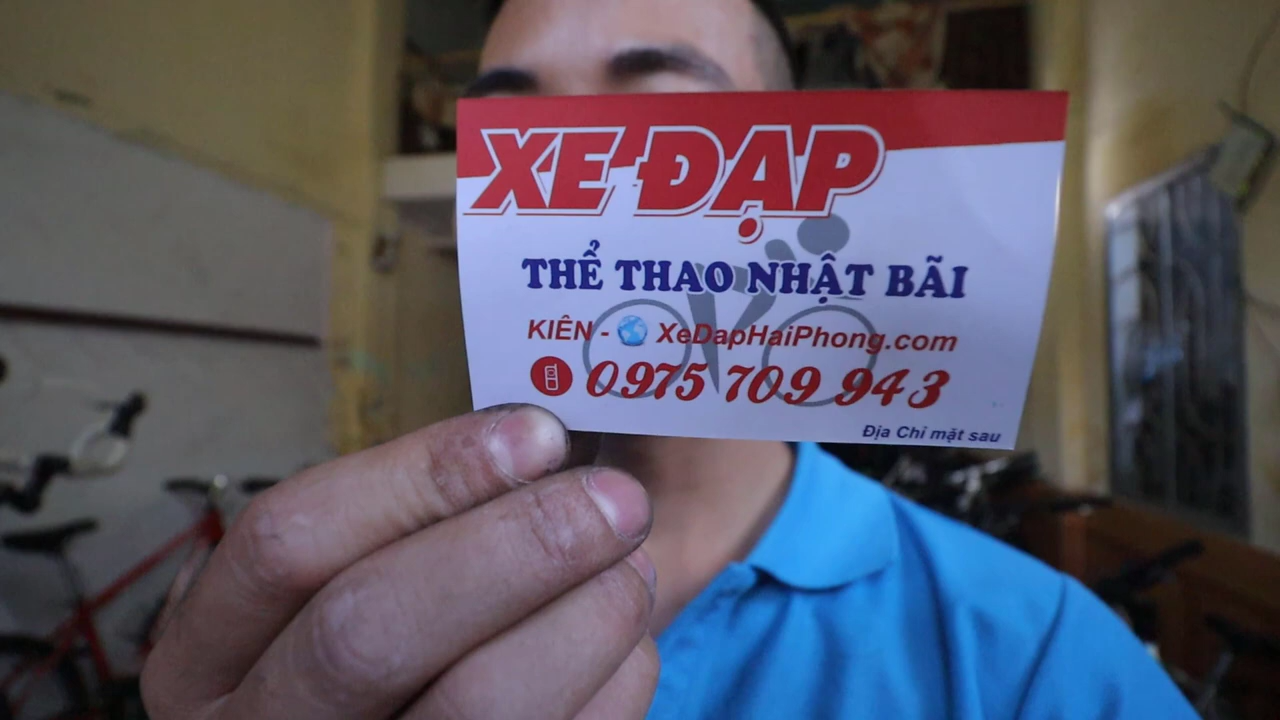 XE ĐẠP
THỂ THAO NHẬT BÃI
KIÊN - XeDapHaiPhong.com
0975 709 943
Địa Chỉ mặt sau